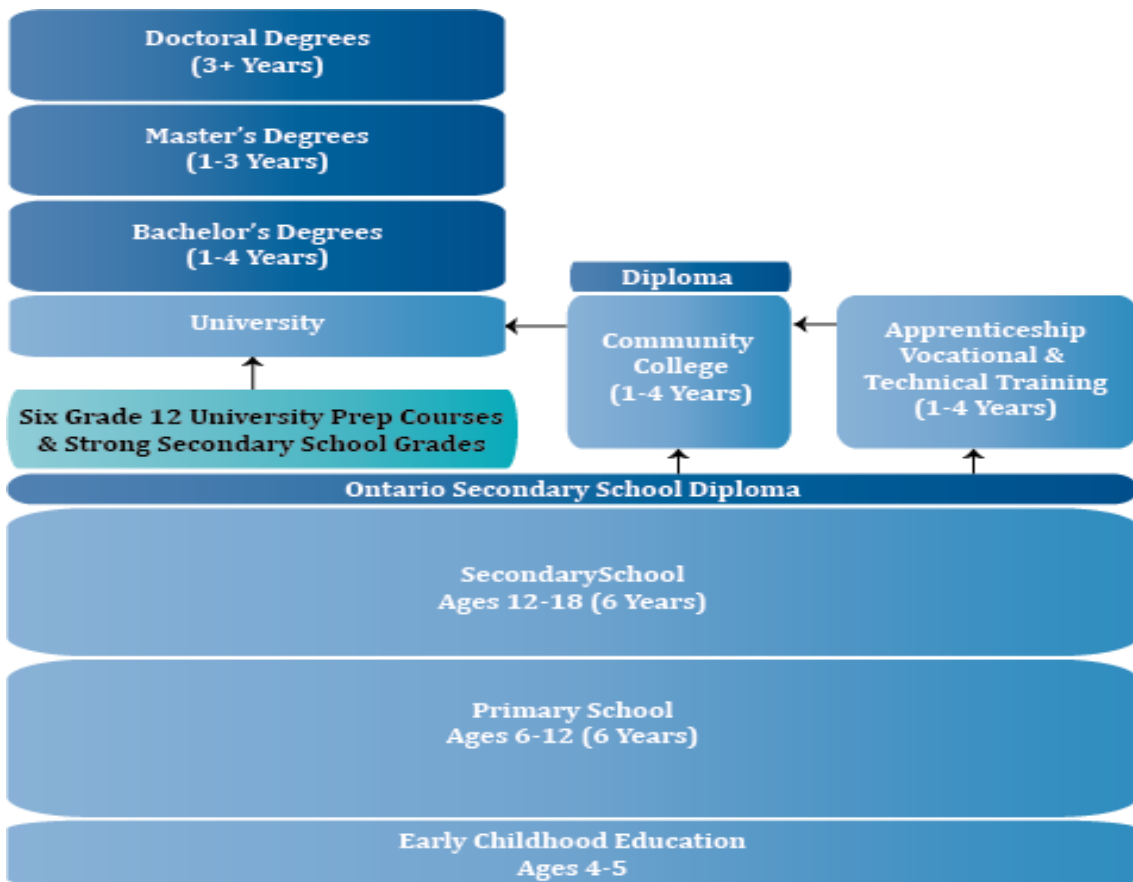 Doctoral Degrees
(3+ Years)
Master's Degrees
(1-3 Years)
Bachelor's Degrees
(1-4 Years)
University
Diploma
Community
College
(1-4 Years)
Apprenticeship
Vocational &
Technical Training
(1-4 Years)
Six Grade 12 University Prep Courses
& Strong Secondary School Grades
Ontario Secondary School Diploma
SecondarySchool
Ages 12-18 (6 Years)
Primary School
Ages 6-12 (6 Years)
Early Childhood Education
Ages 4-5